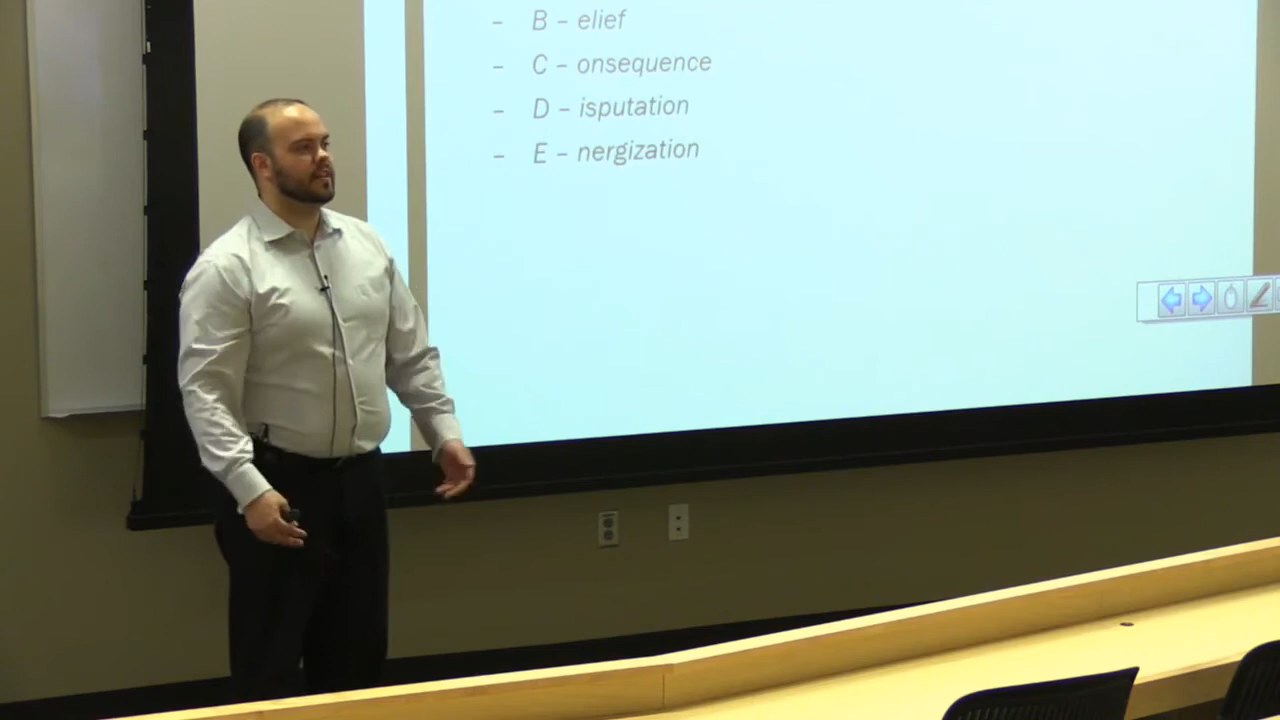 - B – elief
- C – onsequence
- D – isputation
- E – nergization